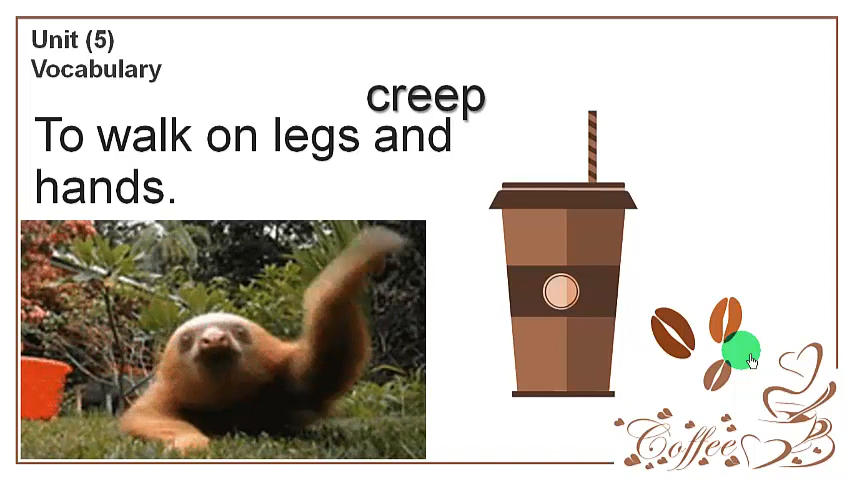 Unit (5)
Vocabulary
creep
To walk on legs and
hands.
Coffee